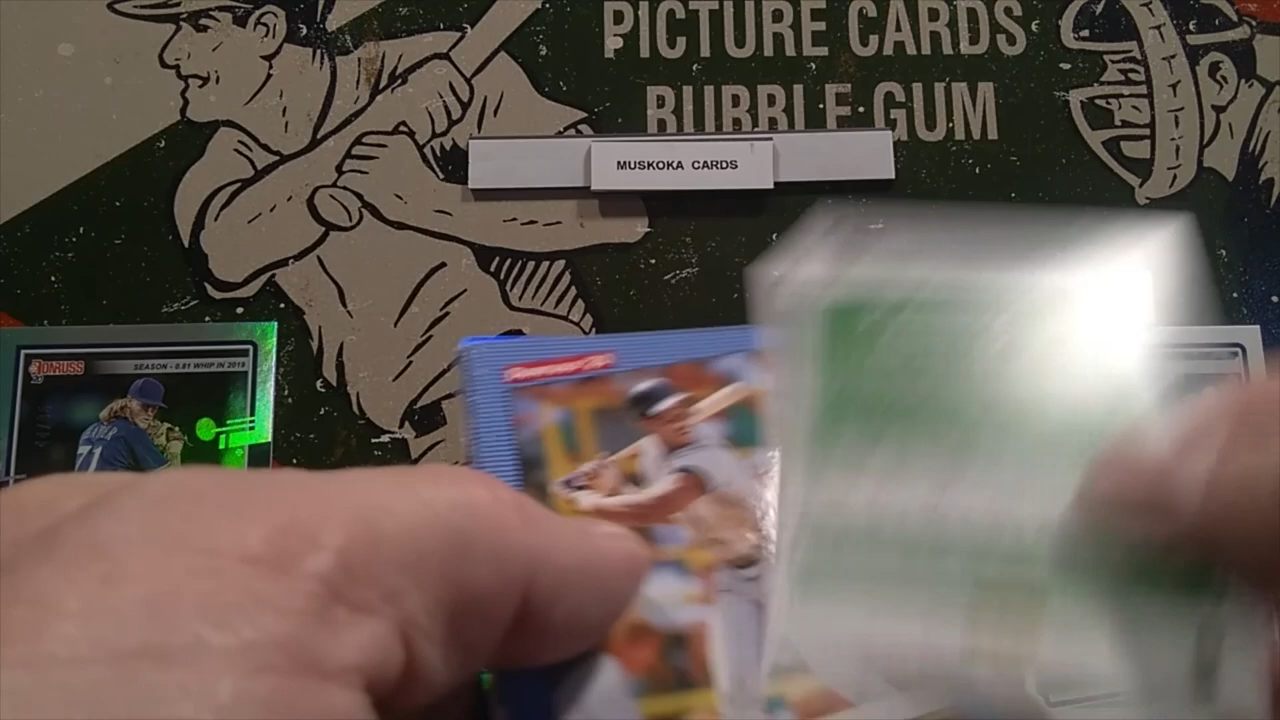 PICTURE CARDS
BUBBLE GUM
MUSKOKA CARDS
DONRUSS
SEASON - 0.81 WHIP IN 2019
71